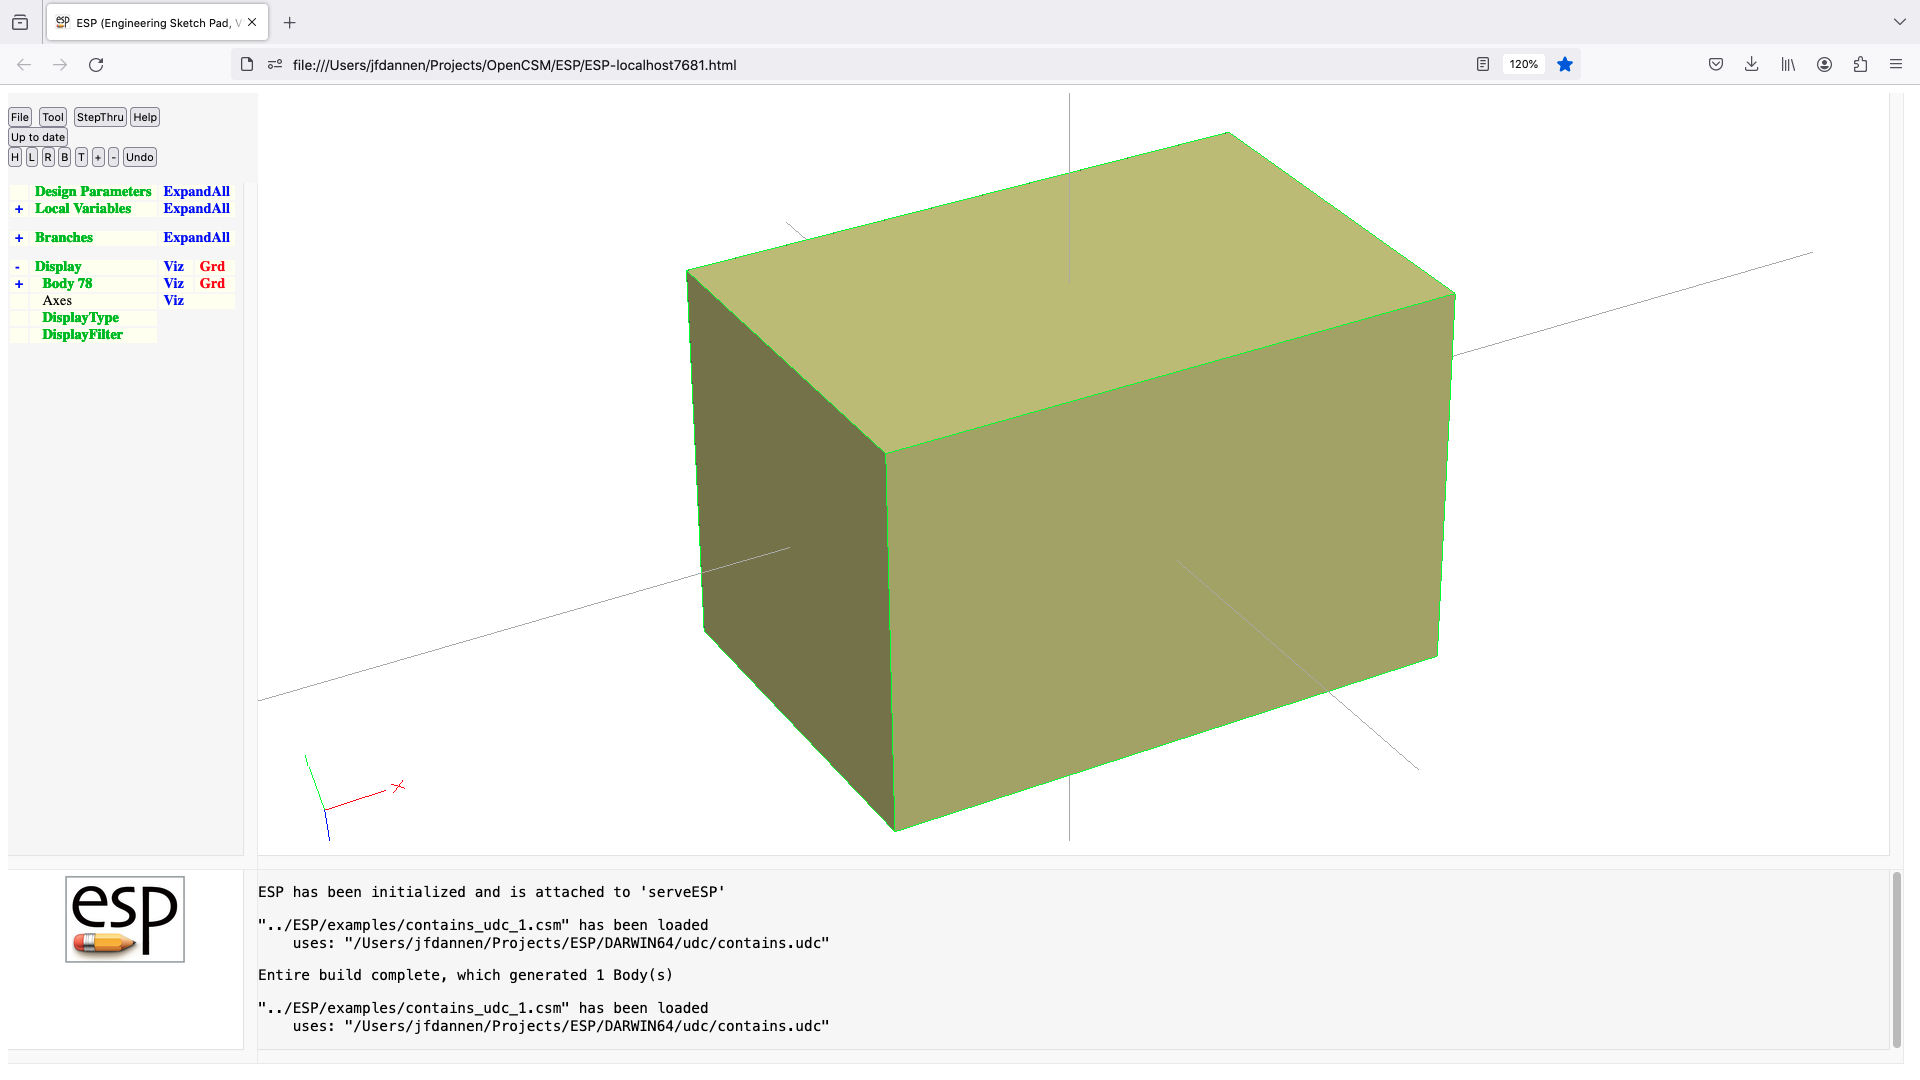 ESP (Engineering Sketch Pad, V
file:///Users/jfdannen/Projects/OpenCSM/ESP/ESP-localhost7681.html
120%
File Tool StepThru Help
Up to date
H L R B T + - Undo
Design Parameters ExpandAll
+ Local Variables ExpandAll
+ Branches ExpandAll
- Display Viz Grd
+ Body 78 Viz Grd
Axes Viz
DisplayType
DisplayFilter
X
esp
ESP has been initialized and is attached to 'serveESP'
"../ESP/examples/contains_udc_1.csm" has been loaded
uses: "/Users/jfdannen/Projects/ESP/DARWIN64/udc/contains.udc"
Entire build complete, which generated 1 Body(s)
"../ESP/examples/contains_udc_1.csm" has been loaded
uses: "/Users/jfdannen/Projects/ESP/DARWIN64/udc/contains.udc"